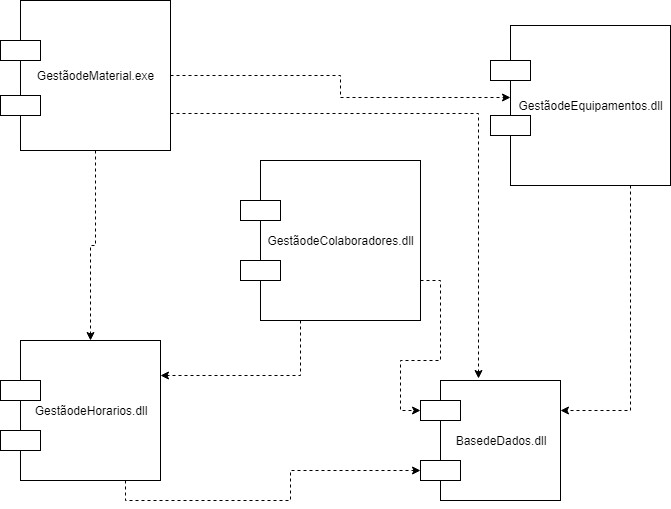 GestãodeMaterial.exe
GestãodeEquipamentos.dll
GestãodeColaboradores.dll
GestãodeHorarios.dll
BasedeDados.dll